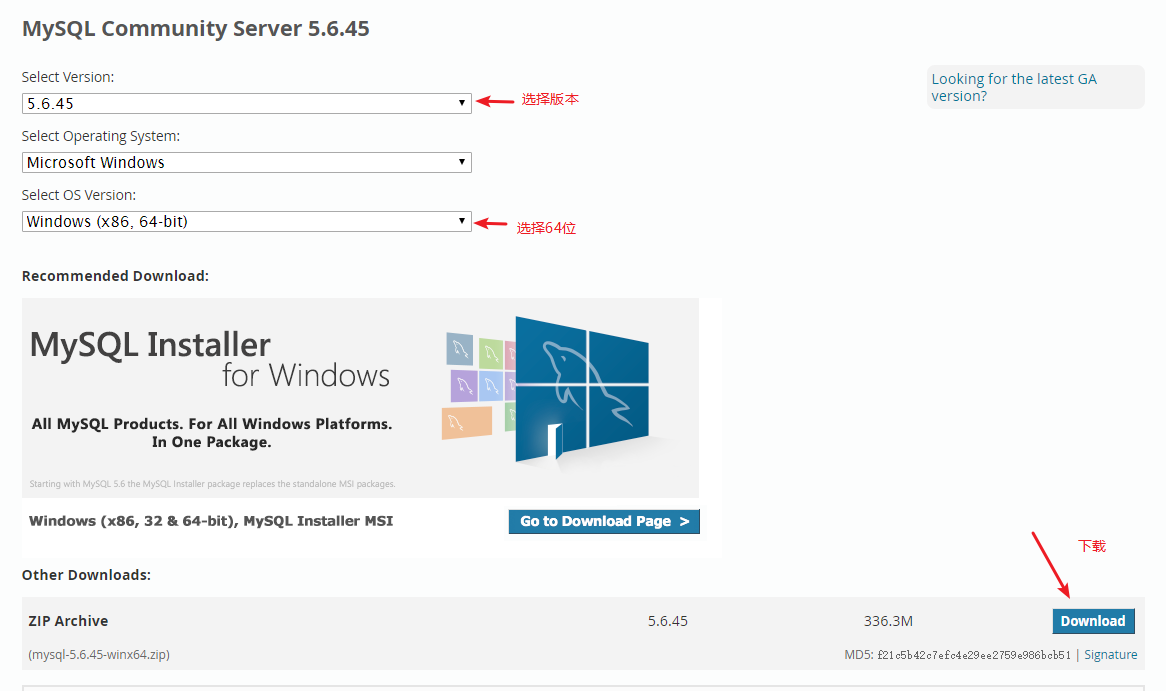 MySQL Community Server 5.6.45
Select Version:
Looking for the latest GA
version?
5.6.45
选择版本
Select Operating System:
Microsoft Windows
Select OS Version:
Windows (x86, 64-bit)
选择64位
Recommended Download:
MySQL Installer
for Windows
All MySQL Products. For All Windows Platforms.
In One Package.
Starting with MySQL 5.6 the MySQL Installer package replaces the standalone MSI packages.
Windows (x86, 32 & 64-bit), MySQL Installer MSI
Go to Download Page >
下载
Other Downloads:
ZIP Archive 5.6.45 336.3M Download
(mysql-5.6.45-winx64.zip) MD5: f21c5b42c7efc4e29ee2759e986bcb51 | Signature